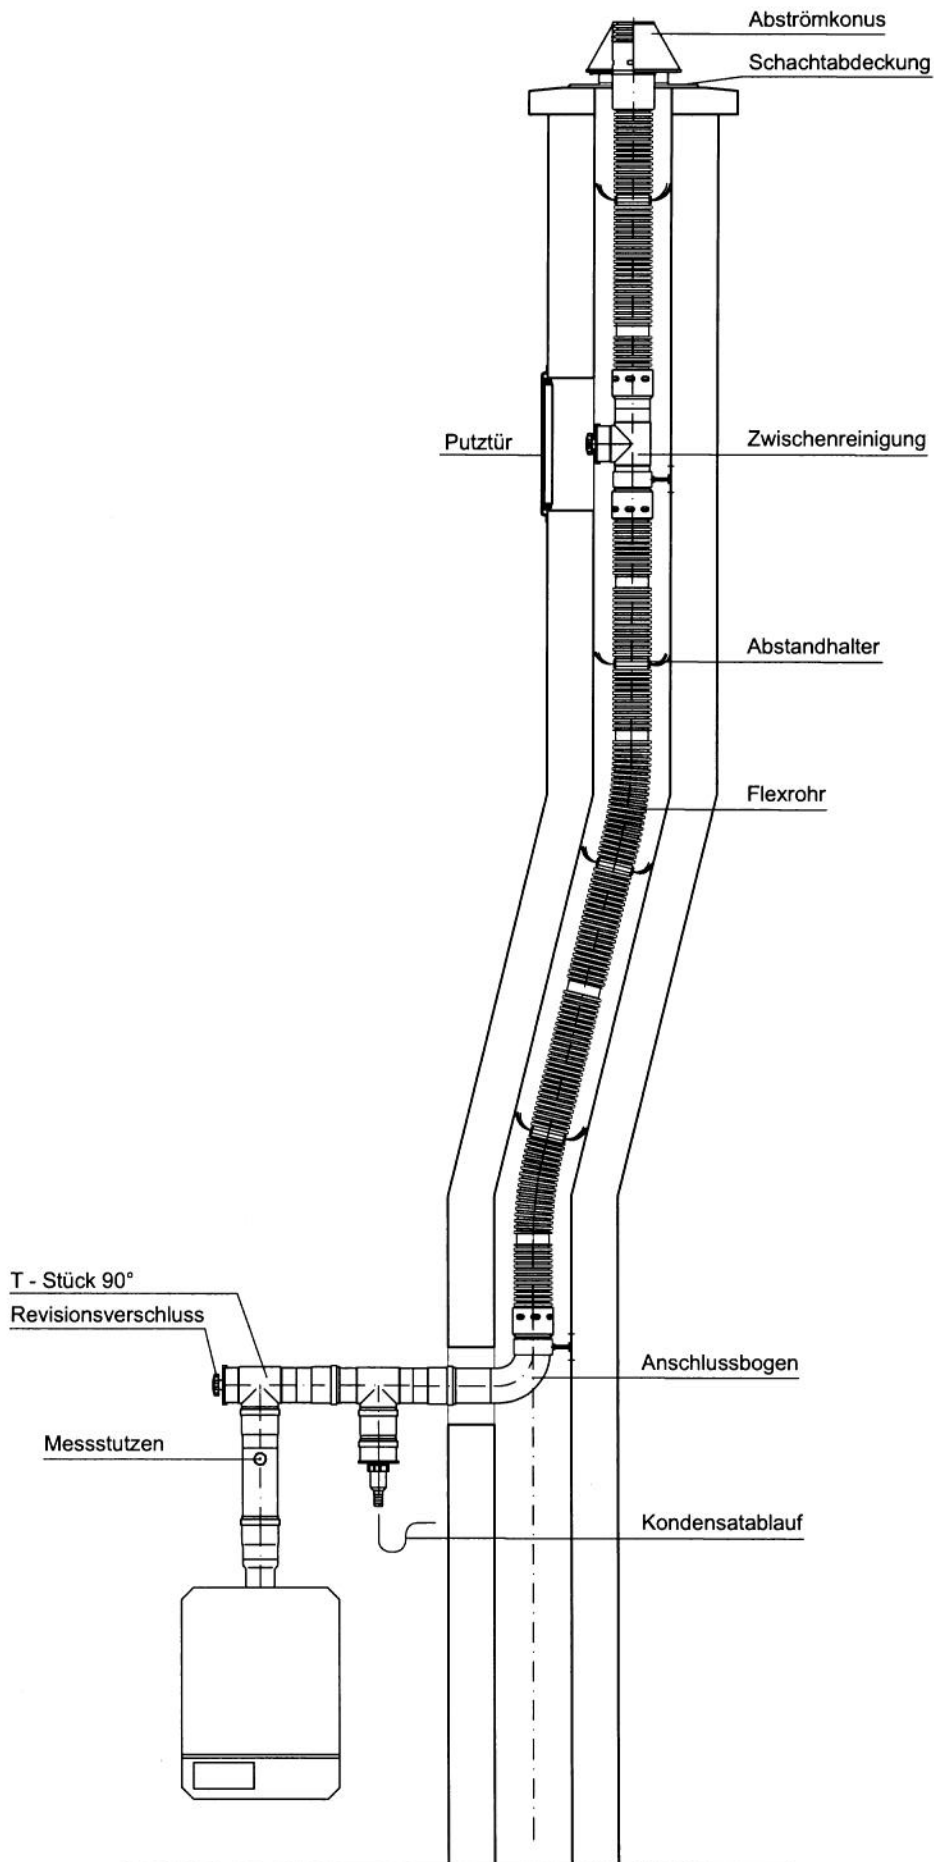 Abströmkonus
Schachtabdeckung
Putztür
Zwischenreinigung
Abstandhalter
Flexrohr
T - Stück 90°
Revisionsverschluss
Anschlussbogen
Messstutzen
Kondensatablauf